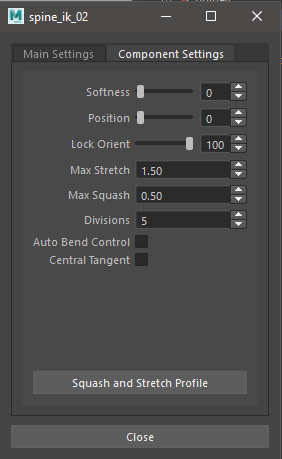 spine_ik_02
Main Settings Component Settings
Softness 0
Position 0
Lock Orient 100
Max Stretch 1.50
Max Squash 0.50
Divisions 5
Auto Bend Control
Central Tangent
Squash and Stretch Profile
Close